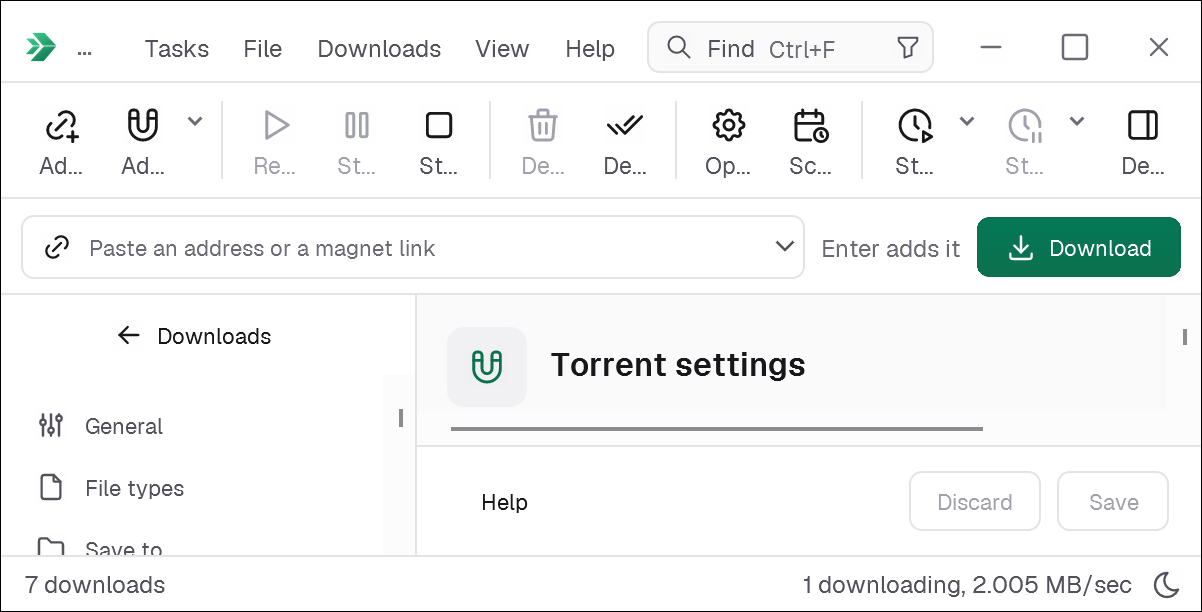 ... Tasks File Downloads View Help Find Ctrl+F
Ad... Ad... Re... St... St... De... De... Op... Sc... St... St... De...
Paste an address or a magnet link Enter adds it Download
Downloads
Torrent settings
General
File types
Save to
Help Discard Save
7 downloads 1 downloading, 2.005 MB/sec